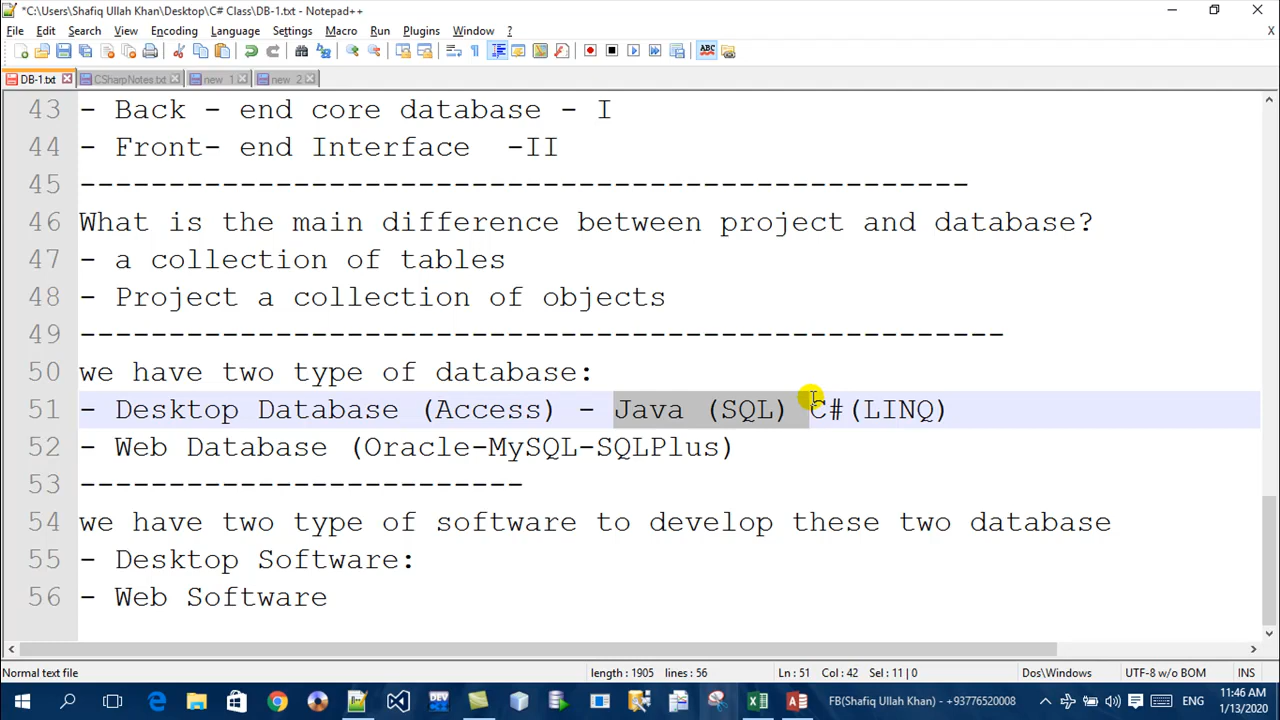 *C:\Users\Shafiq Ullah Khan\Desktop\C# Class\DB-1.txt - Notepad++
File Edit Search View Encoding Language Settings Macro Run Plugins Window ?
X
DB-1.txt CSharpNotes.txt new 1 new 2
43 - Back - end core database - I
44 - Front- end Interface -II
45 --------------------------------------------------
46 What is the main difference between project and database?
47 - a collection of tables
48 - Project a collection of objects
49 ----------------------------------------------------
50 we have two type of database:
51 - Desktop Database (Access) - Java (SQL) C#(LINQ)
52 - Web Database (Oracle-MySQL-SQLPlus)
53 -------------------------
54 we have two type of software to develop these two database
55 - Desktop Software:
56 - Web Software
Normal text file length : 1905 lines : 56 Ln : 51 Col : 42 Sel : 11 | 0 Dos\Windows UTF-8 w/o BOM INS
FB(Shafiq Ullah Khan) - +93776520008 ENG 11:46 AM
1/13/2020